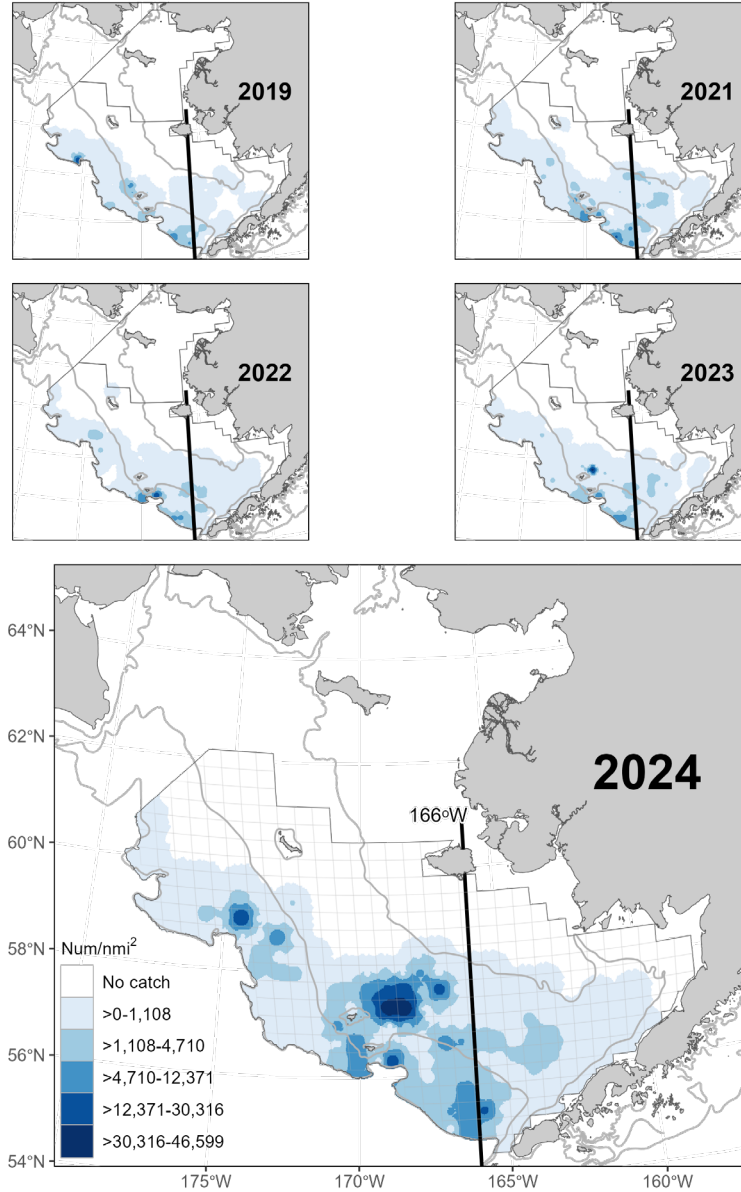 2019
2021
2022
2023
2024
166°W
64°N
62°N
60°N
58°N
56°N
54°N
Num/nmi²
No catch
>0-1,108
>1,108-4,710
>4,710-12,371
>12,371-30,316
>30,316-46,599
175°W
170°W
165°W
160°W